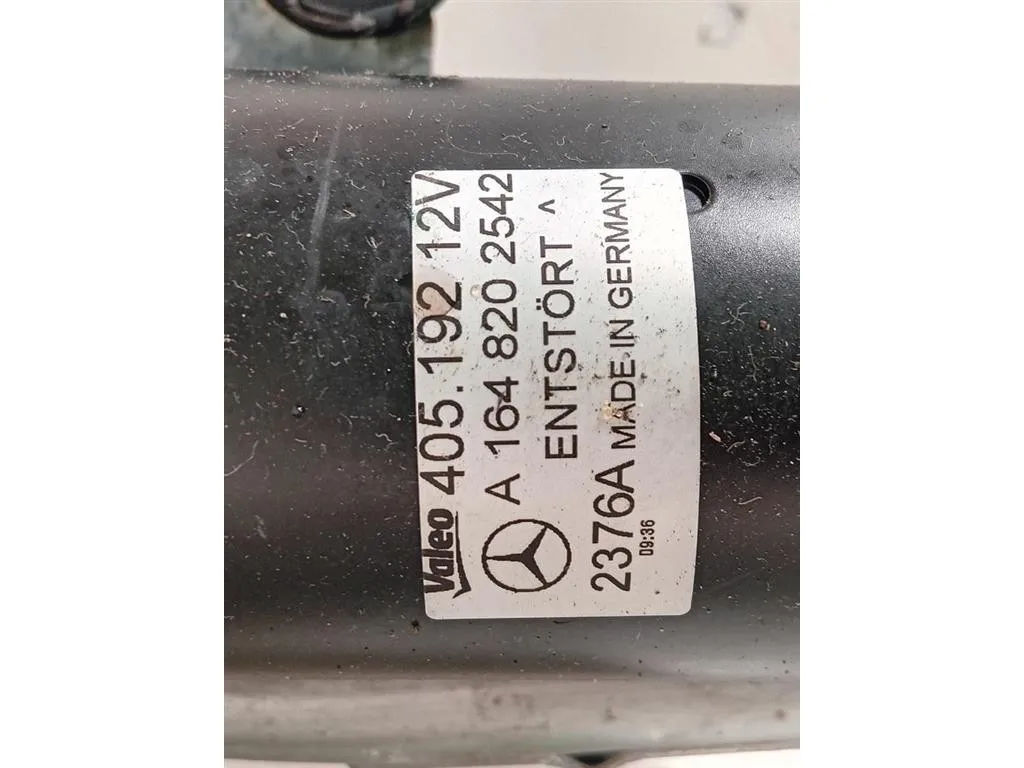 Valeo 405.192 12V
A 164 820 2542
ENTSTÖRT ^
2376A MADE IN GERMANY
09:36